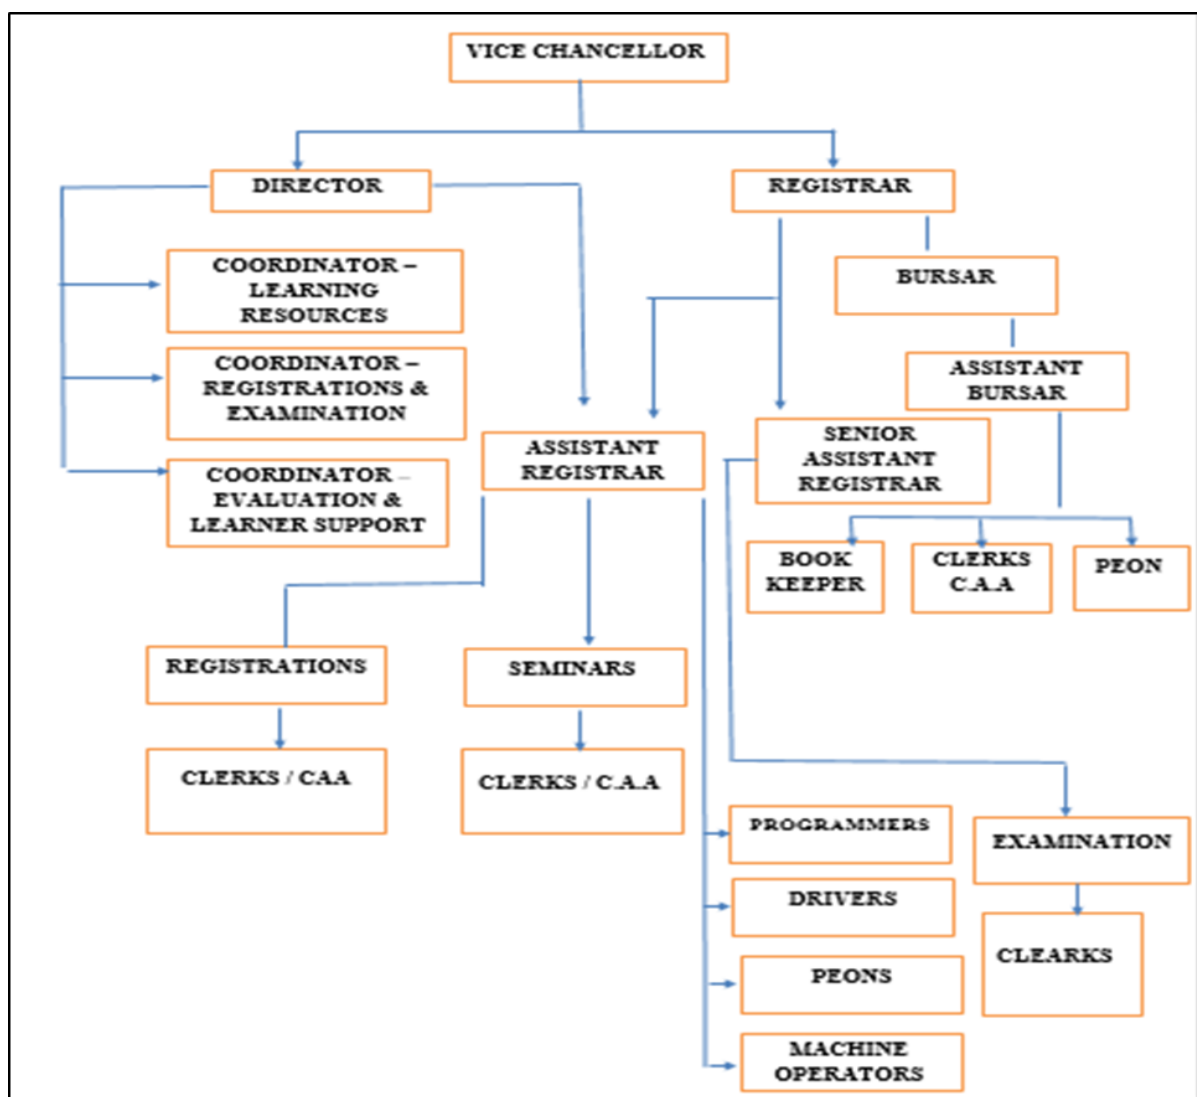 VICE CHANCELLOR
DIRECTOR
REGISTRAR
COORDINATOR –
LEARNING
RESOURCES
BURSAR
COORDINATOR –
REGISTRATIONS &
EXAMINATION
ASSISTANT
BURSAR
ASSISTANT
REGISTRAR
SENIOR
ASSISTANT
REGISTRAR
COORDINATOR –
EVALUATION &
LEARNER SUPPORT
BOOK
KEEPER
CLERKS
C.A.A
PEON
REGISTRATIONS
SEMINARS
CLERKS / CAA
CLERKS / C.A.A
PROGRAMMERS
EXAMINATION
DRIVERS
CLEARKS
PEONS
MACHINE
OPERATORS